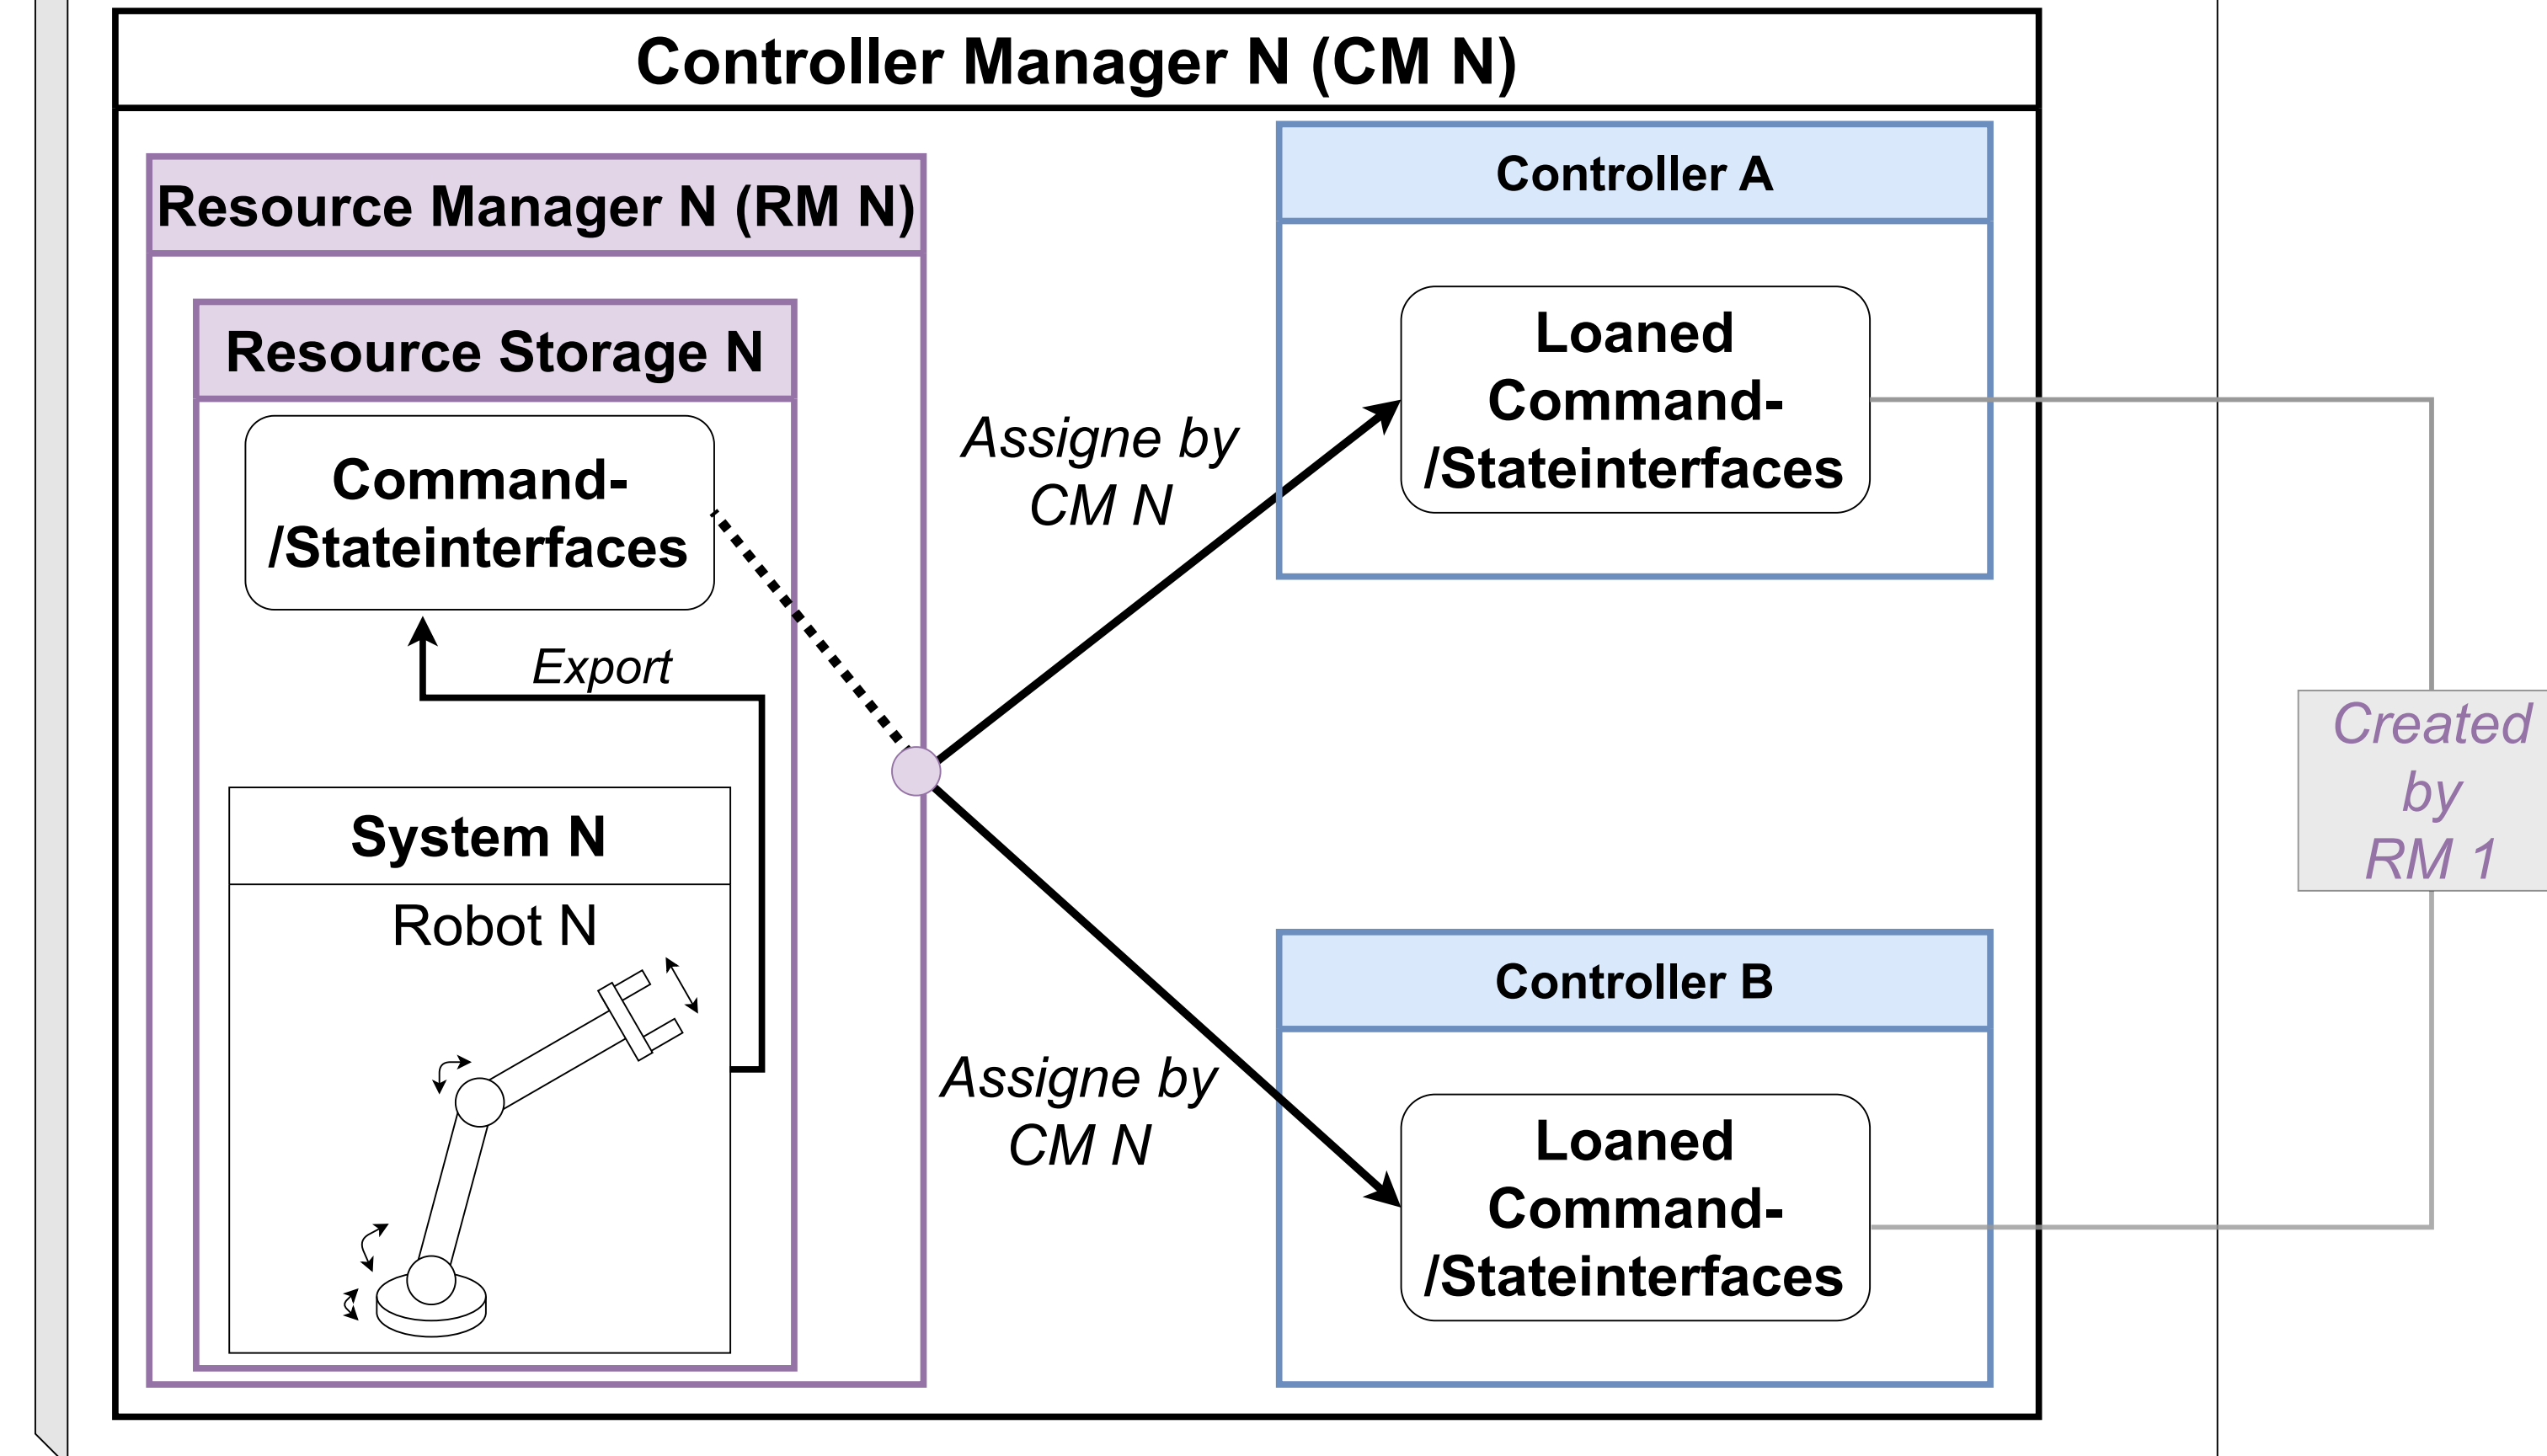 Controller Manager N (CM N)
Resource Manager N (RM N)
Resource Storage N
Command-
/Stateinterfaces
Export
System N
Robot N
Assigne by
CM N
Assigne by
CM N
Controller A
Loaned
Command-
/Stateinterfaces
Controller B
Loaned
Command-
/Stateinterfaces
Created
by
RM 1